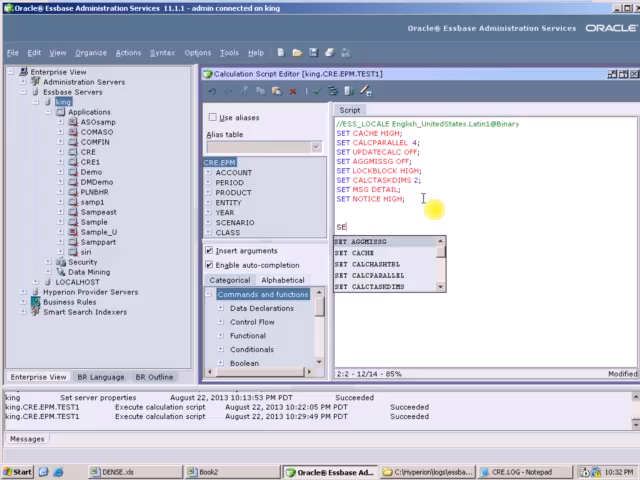 Oracle® Essbase Administration Services 11.1.1 - admin connected on king
Oracle® Essbase Administration Services ORACLE®
File Edit View Organize Actions Syntax Options Tools Help
Enterprise View
Administration Servers
Essbase Servers
king
Applications
ASOsamp
COMASO
COMFIN
CRE
CRE1
Demo
DMDemo
PLNBHR
samp1
Sampeast
Sample
Sample_U
Samppart
siri
Security
Data Mining
LOCALHOST
Hyperion Provider Servers
Business Rules
Smart Search Indexers
Enterprise View BR Language BR Outline
Calculation Script Editor [king.CRE.EPM.TEST1]
Use aliases
Alias table
CRE.EPM
ACCOUNT
PERIOD
PRODUCT
ENTITY
YEAR
SCENARIO
CLASS
Insert arguments
Enable auto-completion
Categorical Alphabetical
Commands and functions
Data Declarations
Control Flow
Functional
Conditionals
Boolean
Script
//ESS_LOCALE English_UnitedStates.Latin1@Binary
SET CACHE HIGH;
SET CALCPARALLEL 4;
SET UPDATECALC OFF;
SET AGGMISSG OFF;
SET LOCKBLOCK HIGH;
SET CALCTASKDIMS 2;
SET MSG DETAIL;
SET NOTICE HIGH;
SE
SET AGGMISSG
SET CACHE
SET CALCHASHTBL
SET CALCPARALLEL
SET CALCTASKDIMS
2:2 - 12/14 - 85% Modified
king Set server properties August 22, 2013 10:13:53 PM PDT Succeeded
king.CRE.EPM.TEST1 Execute calculation script August 22, 2013 10:22:05 PM PDT Succeeded
king.CRE.EPM.TEST1 Execute calculation script August 22, 2013 10:29:49 PM PDT Succeeded
Messages
Start DENSE.xls Book2 Oracle® Essbase Ad... C:\Hyperion\logs\essba... CRE.LOG - Notepad 10:32 PM